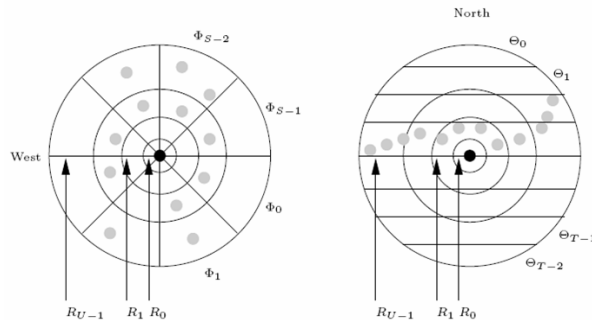 North
Φ_{S−2}
Θ_0
Θ_1
Φ_{S−1}
West
Φ_0
Θ_{T−1}
Φ_1
Θ_{T−2}
R_{U−1} R_1 R_0
R_{U−1} R_1 R_0